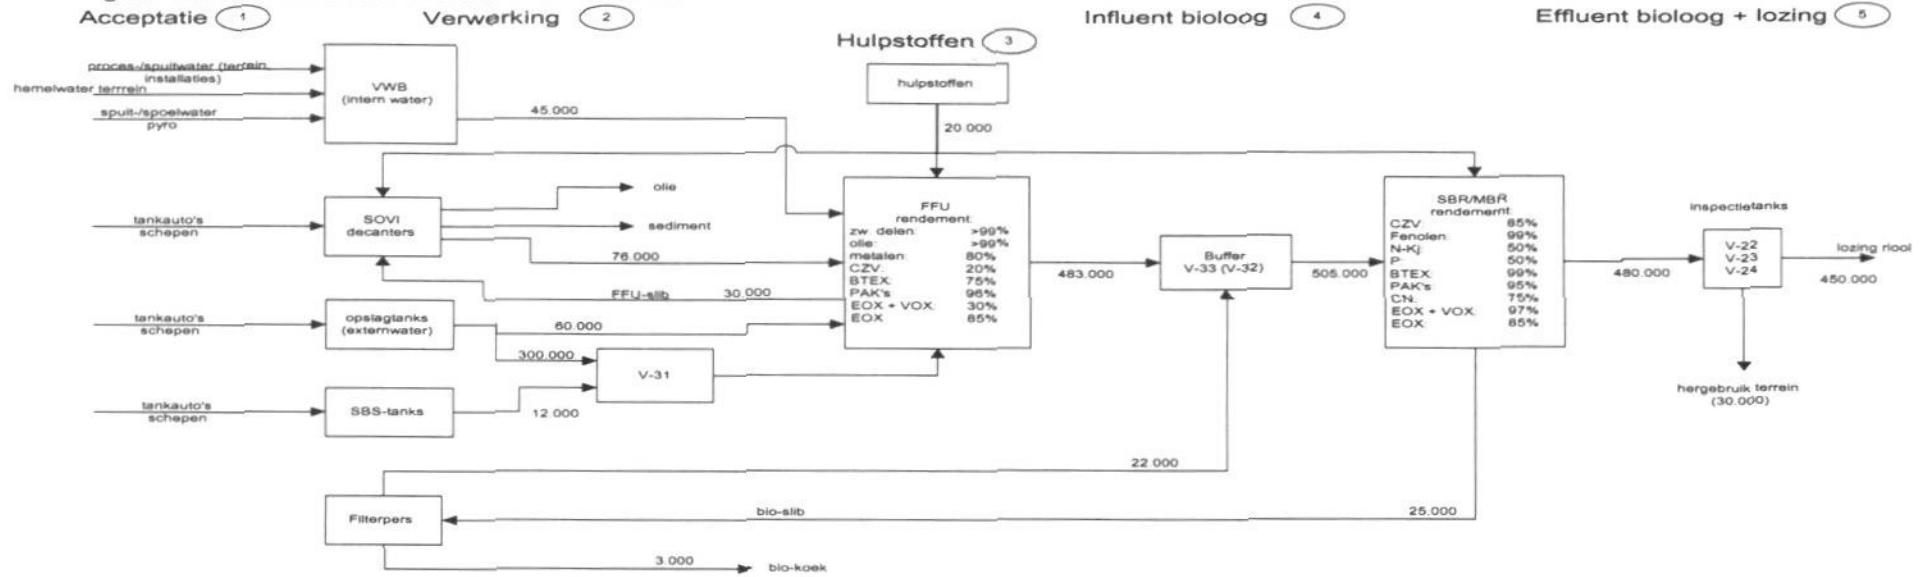 Acceptatie 1
Verwerking 2
Hulpstoffen 3
Influent bioloog 4
Effluent bioloog + lozing 5
proces-/spuitwater (terrein,
installaties)
hemelwater terrrein
spuit-/spoelwater
pyro
VWB
(intern water)
45.000
hulpstoffen
20.000
tankauto's
schepen
SOVI
decanters
olie
sediment
76.000
FFU-slib 30.000
tankauto's
schepen
opslagtanks
(externwater)
60.000
300.000
V-31
tankauto's
schepen
SBS-tanks
12.000
FFU
rendement:
zw. delen: >99%
olie: >99%
metalen: 80%
CZV: 20%
BTEX: 75%
PAK's 96%
EOX + VOX: 30%
EOX 85%
483.000
Buffer
V-33 (V-32)
505.000
SBR/MBR
rendement:
CZV: 85%
Fenolen: 99%
N-Kj: 50%
P: 50%
BTEX: 99%
PAK's 95%
CN: 75%
EOX + VOX: 97%
EOX: 85%
480.000
inspectietanks
V-22
V-23
V-24
lozing riool
450.000
hergebruik terrein
(30.000)
22.000
Filterpers
bio-slib
25.000
3.000
bio-koek